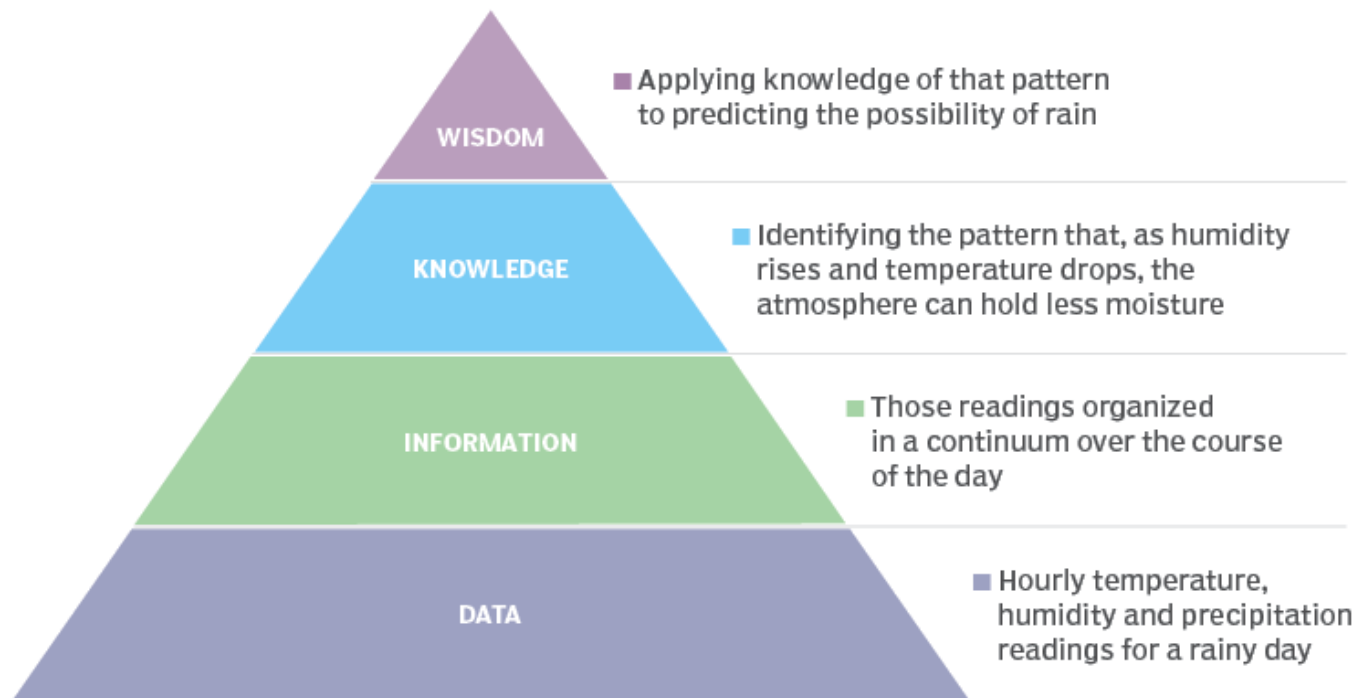 WISDOM
Applying knowledge of that pattern
to predicting the possibility of rain
KNOWLEDGE
Identifying the pattern that, as humidity
rises and temperature drops, the
atmosphere can hold less moisture
INFORMATION
Those readings organized
in a continuum over the course
of the day
DATA
Hourly temperature,
humidity and precipitation
readings for a rainy day